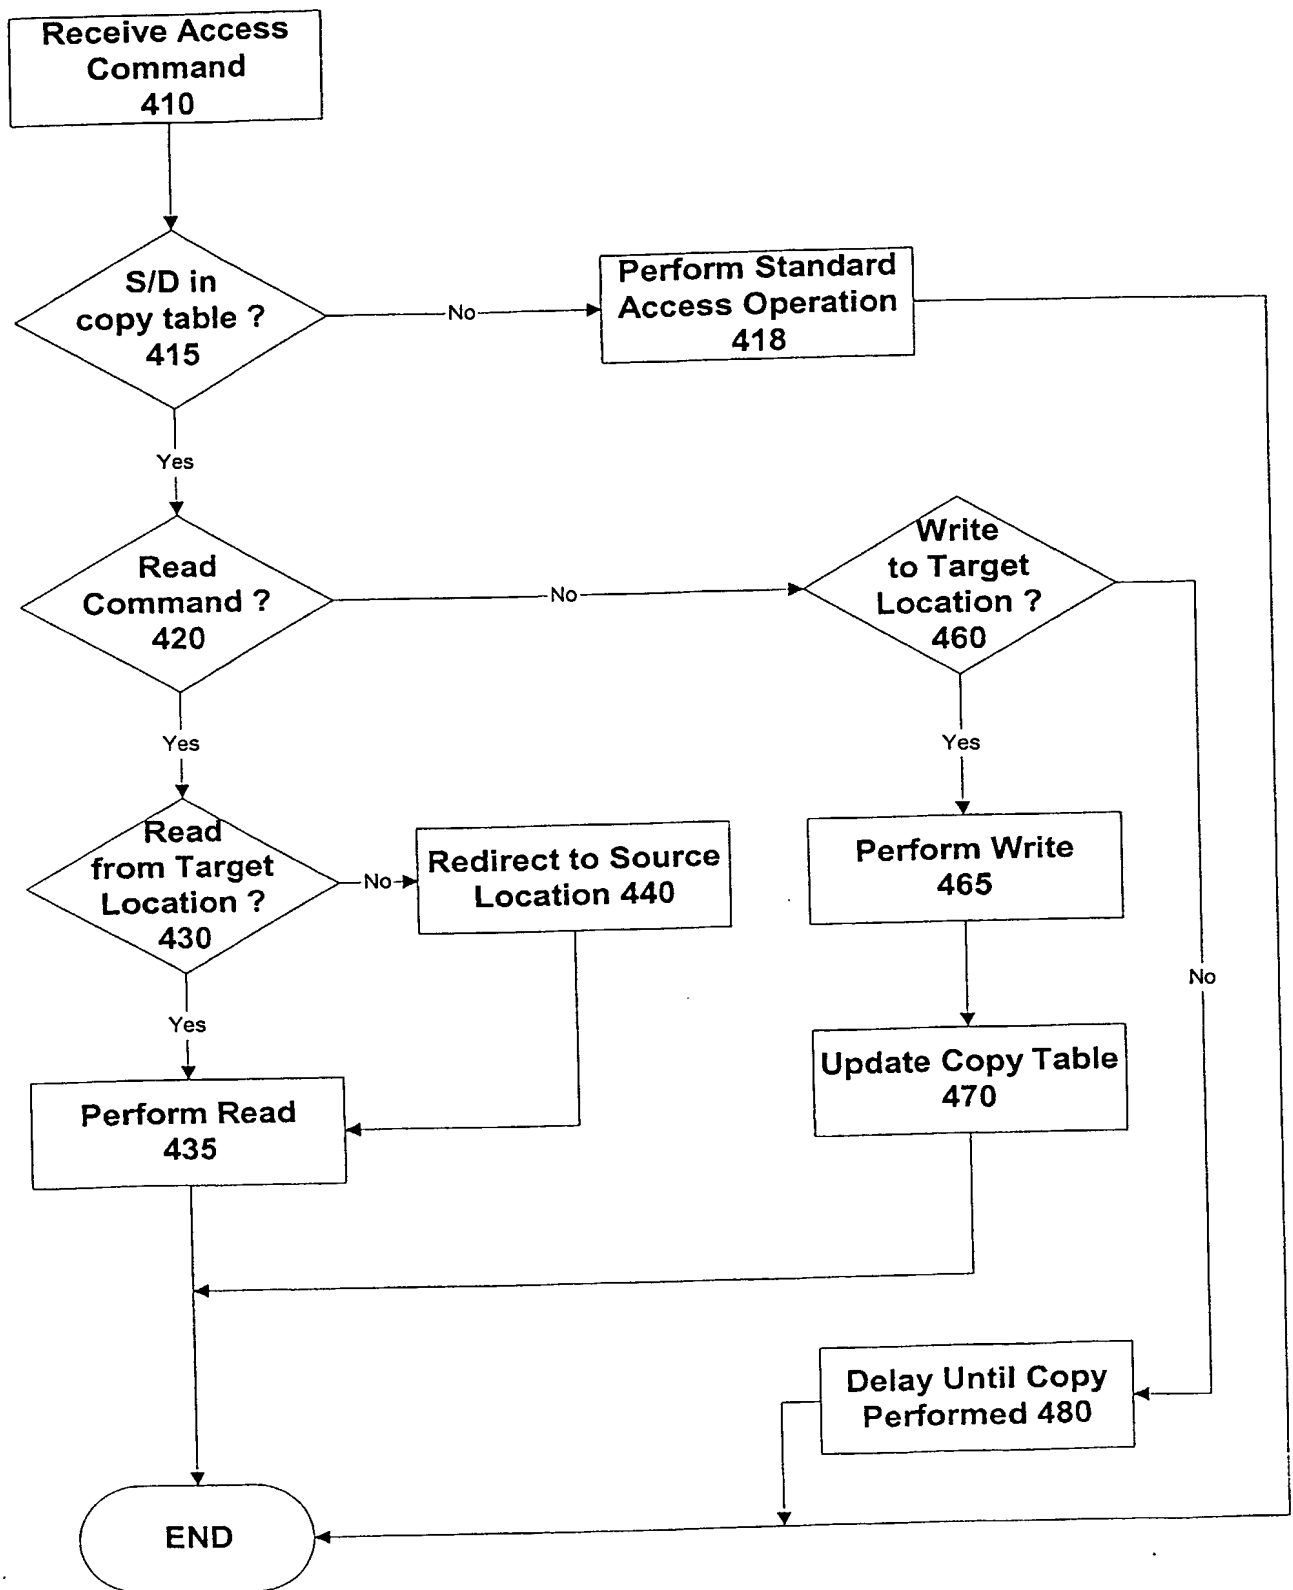 Receive Access
Command
410
S/D in
copy table ?
415
No
Perform Standard
Access Operation
418
Yes
Read
Command ?
420
No
Write
to Target
Location ?
460
Yes
Yes
Read
from Target
Location ?
430
No
Redirect to Source
Location 440
Perform Write
465
No
Yes
Update Copy Table
470
Perform Read
435
Delay Until Copy
Performed 480
END